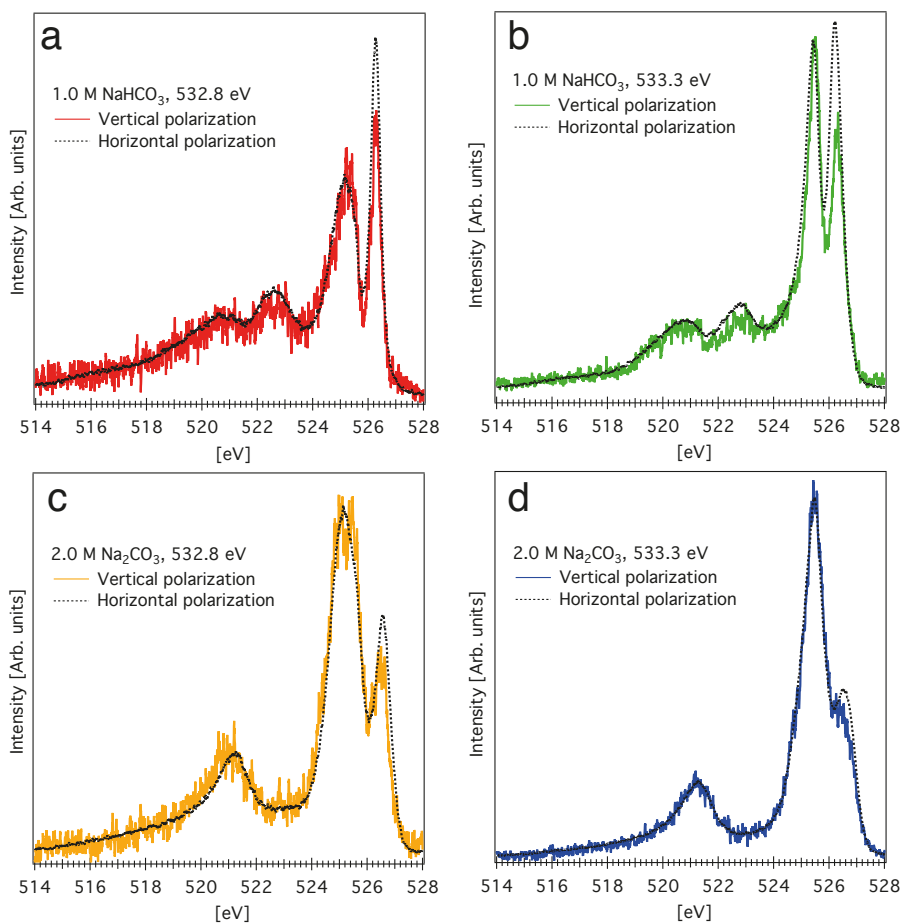 a
1.0 M NaHCO₃, 532.8 eV
Vertical polarization
Horizontal polarization
Intensity [Arb. units]
514 516 518 520 522 524 526 528
[eV]
b
1.0 M NaHCO₃, 533.3 eV
Vertical polarization
Horizontal polarization
Intensity [Arb. units]
514 516 518 520 522 524 526 528
[eV]
c
2.0 M Na₂CO₃, 532.8 eV
Vertical polarization
Horizontal polarization
Intensity [Arb. units]
514 516 518 520 522 524 526 528
[eV]
d
2.0 M Na₂CO₃, 533.3 eV
Vertical polarization
Horizontal polarization
Intensity [Arb. units]
514 516 518 520 522 524 526 528
[eV]